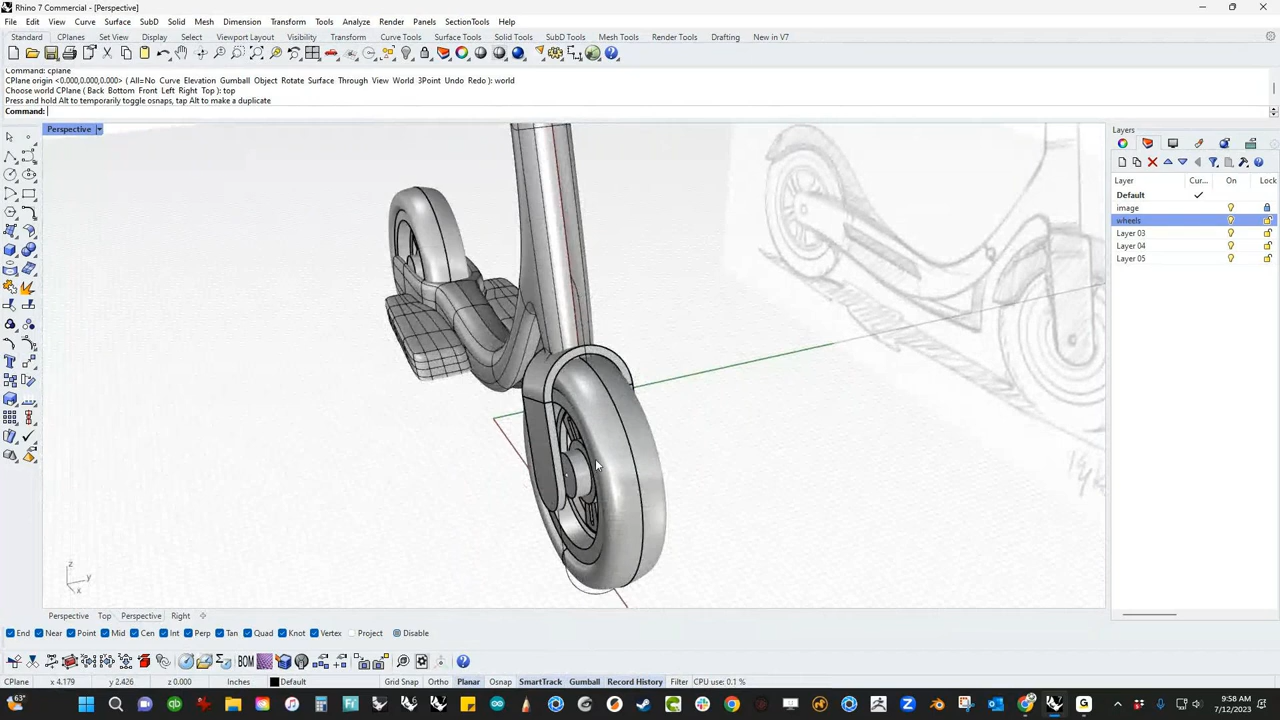 Rhino 7 Commercial - [Perspective]
File Edit View Curve Surface SubD Solid Mesh Dimension Transform Tools Analyze Render Panels SectionTools Help
Standard CPlanes Set View Display Select Viewport Layout Visibility Transform Curve Tools Surface Tools Solid Tools SubD Tools Mesh Tools Render Tools Drafting New in V7
Command: cplane
CPlane origin <0.000,0.000,0.000> ( All=No Curve Elevation Gumball Object Rotate Surface Through View World 3Point Undo Redo ): world
Choose world CPlane ( Back Bottom Front Left Right Top ): top
Press and hold Alt to temporarily toggle osnaps, tap Alt to make a duplicate
Command:
Perspective
Layers
Layer Cur... On Lock
Default
image
wheels
Layer 03
Layer 04
Layer 05
z
y
x
Perspective Top Perspective Right
End Near Point Mid Cen Int Perp Tan Quad Knot Vertex Project Disable
BOM
CPlane x 4.179 y 2.426 z 0.000 Inches Default Grid Snap Ortho Planar Osnap SmartTrack Gumball Record History Filter CPU use: 0.1 %
63°
9:58 AM
7/12/2023